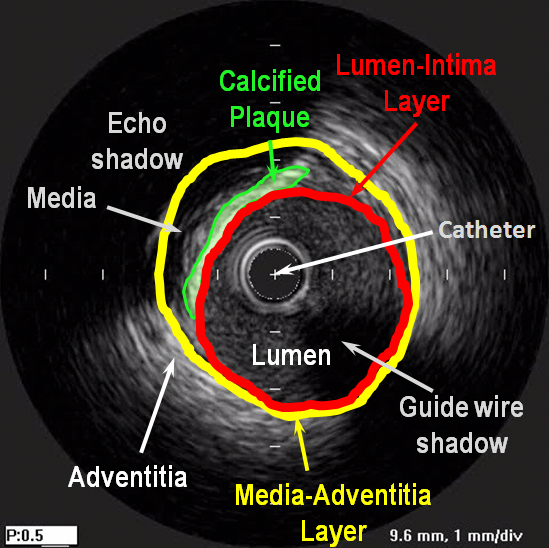 Lumen-Intima
Layer
Calcified
Plaque
Echo
shadow
Media
Catheter
Lumen
Guide wire
shadow
Adventitia
Media-Adventitia
Layer
P:0.5
9.6 mm, 1 mm/div